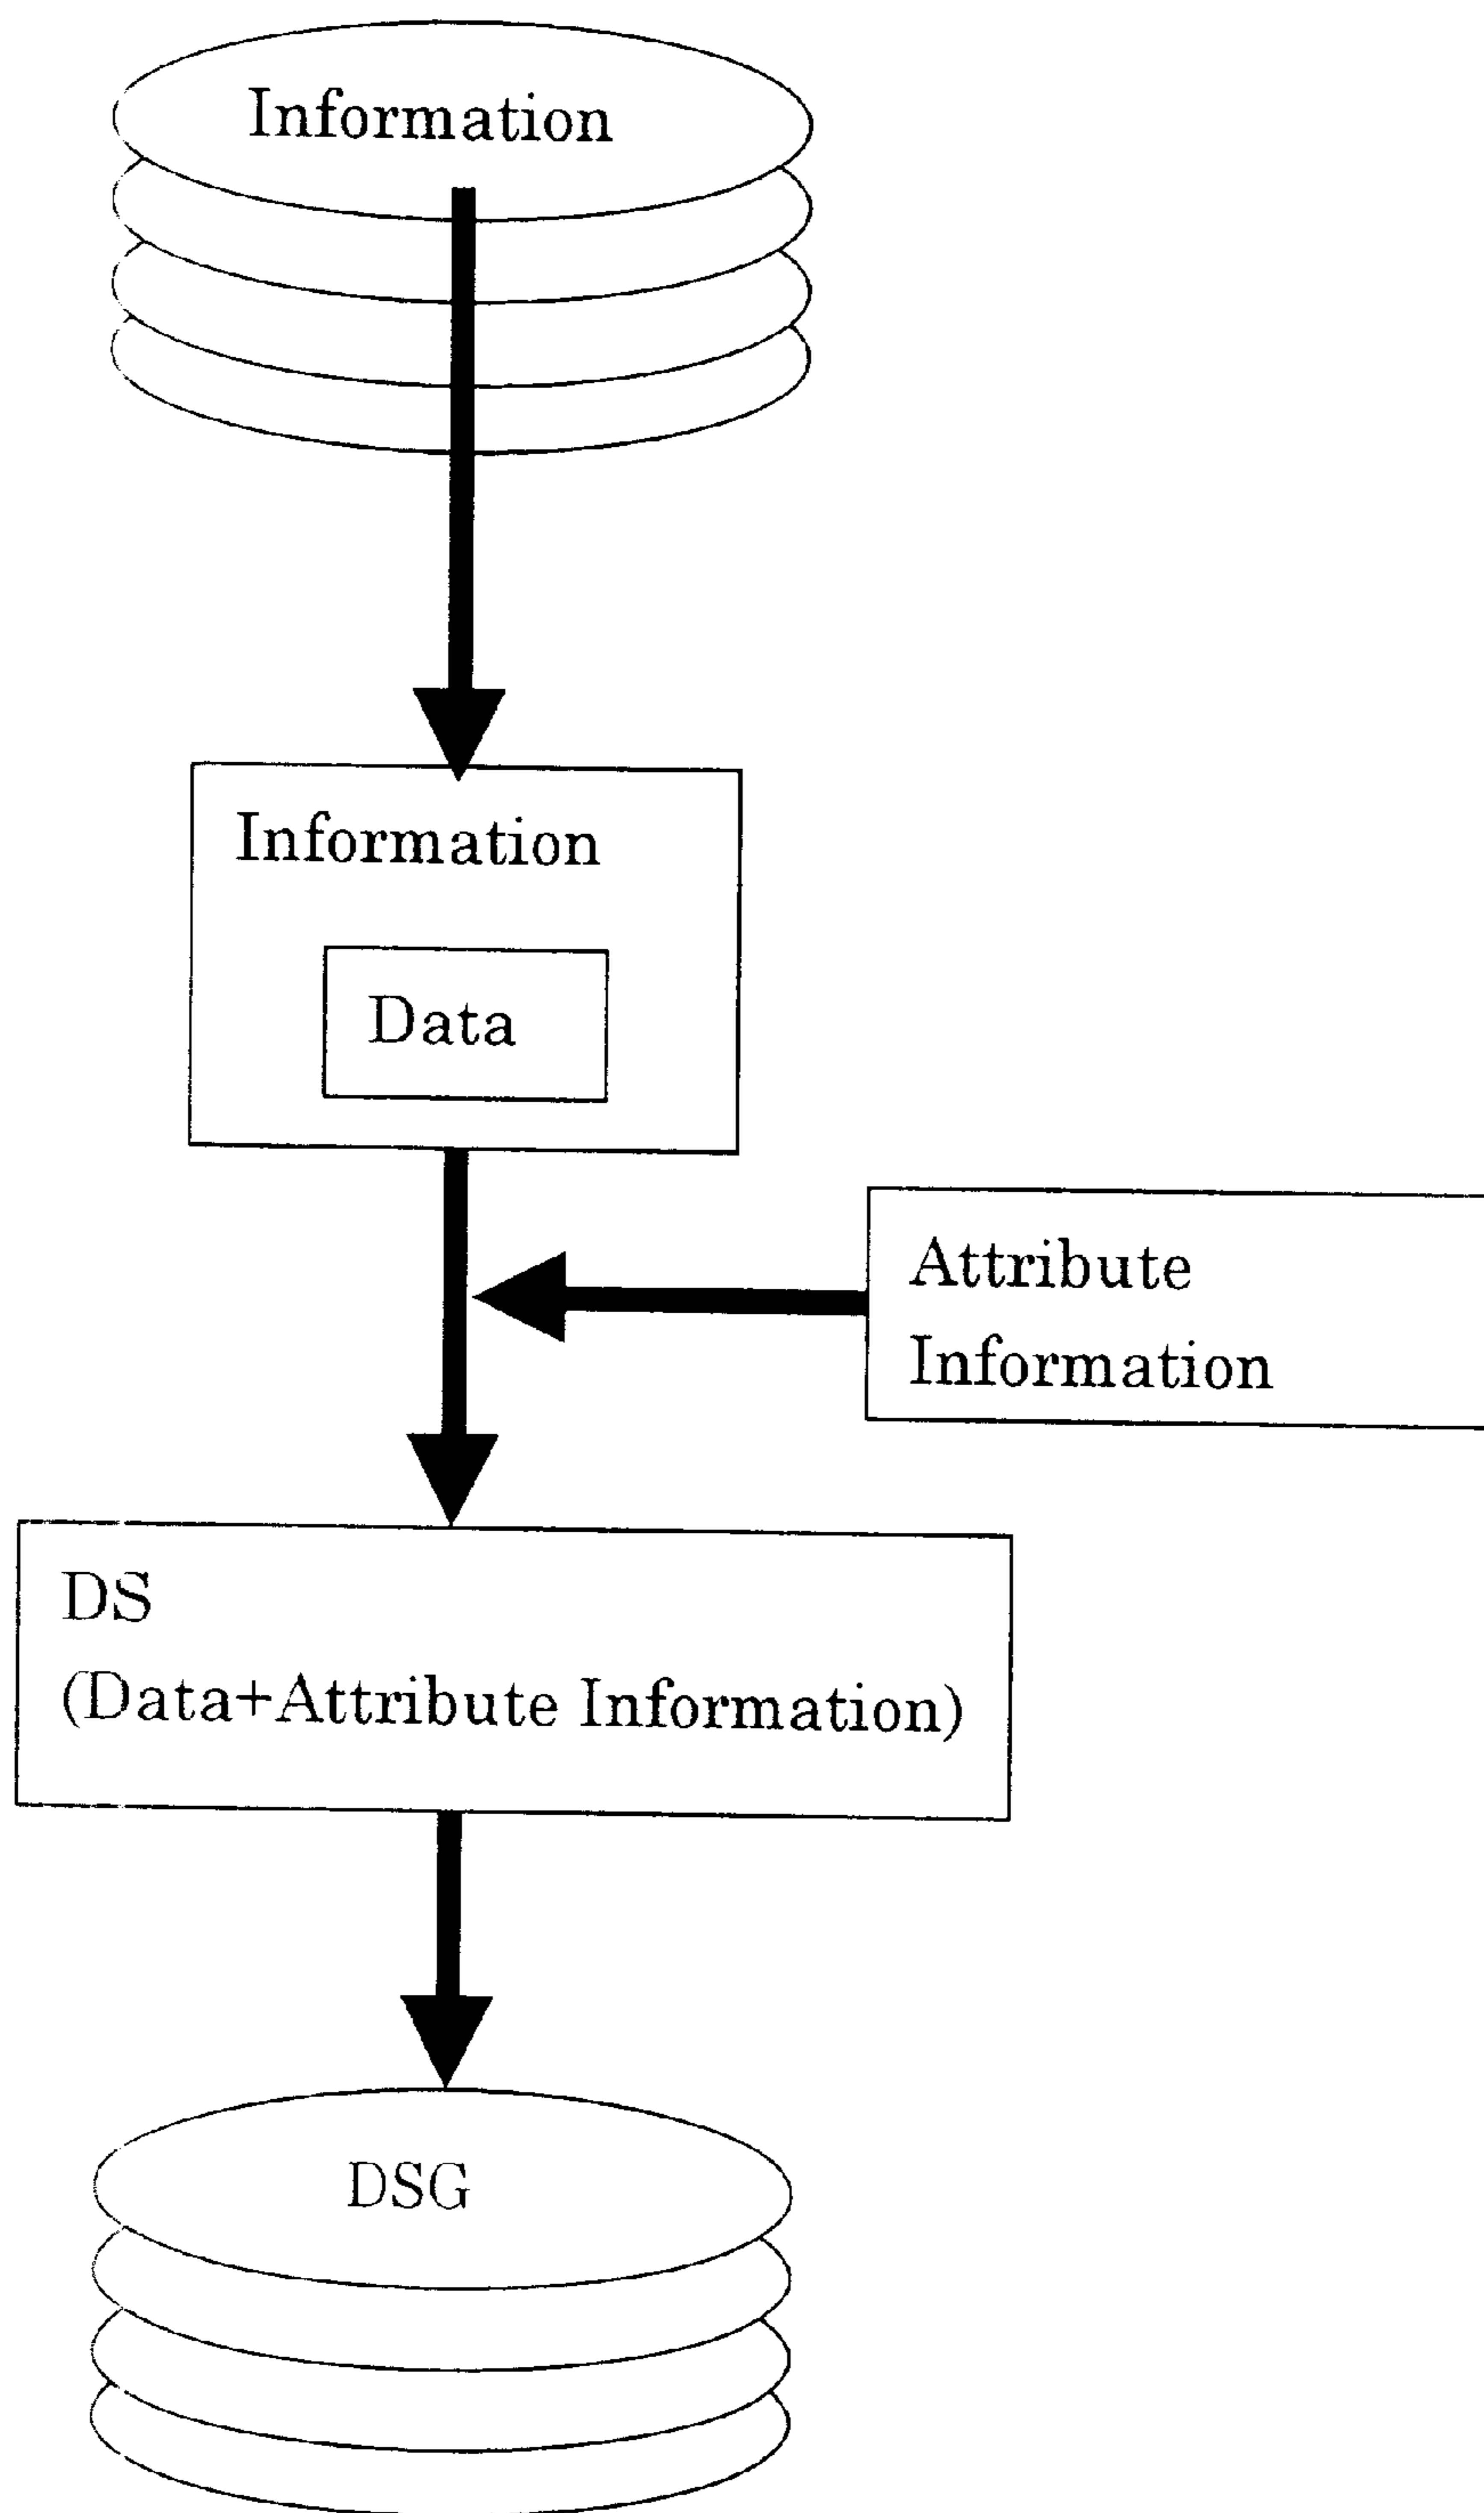 Information
Information
Data
Attribute
Information
DS
(Data+Attribute Information)
DSG